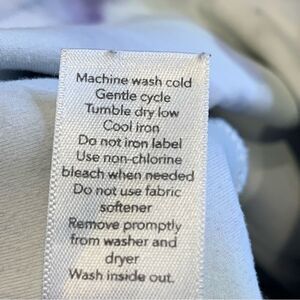 Machine wash cold
Gentle cycle
Tumble dry low
Cool iron
Do not iron label
Use non-chlorine
bleach when needed
Do not use fabric
softener
Remove promptly
from washer and
dryer
Wash inside out.